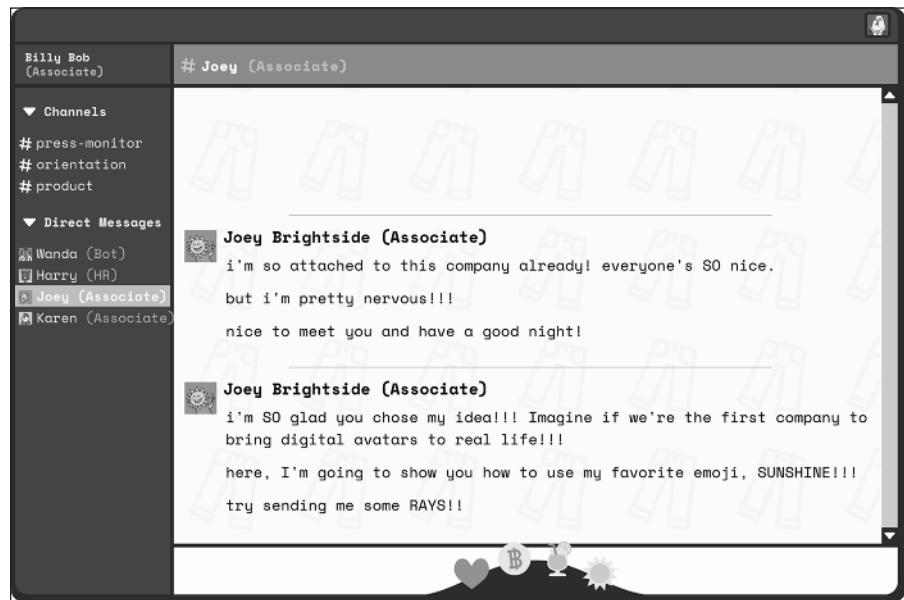 Billy Bob
(Associate)
# Joey (Associate)
Channels
# press-monitor
# orientation
# product
Direct Messages
Wanda (Bot)
Harry (HR)
Joey (Associate)
Karen (Associate)
Joey Brightside (Associate)
i'm so attached to this company already! everyone's SO nice.
but i'm pretty nervous!!!
nice to meet you and have a good night!
Joey Brightside (Associate)
i'm SO glad you chose my idea!!! Imagine if we're the first company to
bring digital avatars to real life!!!
here, I'm going to show you how to use my favorite emoji, SUNSHINE!!!
try sending me some RAYS!!